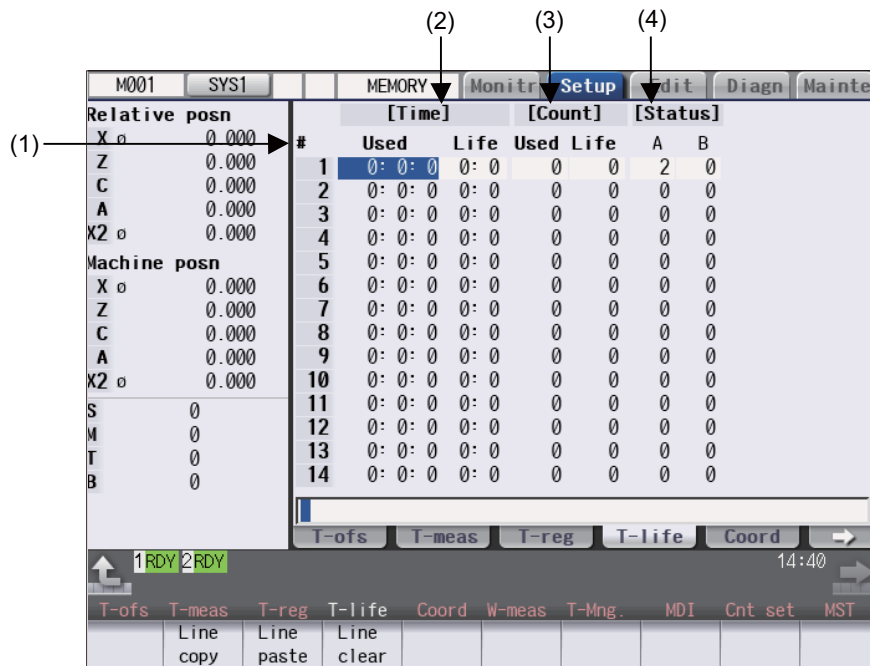 (2) (3) (4)
M001 SYS1 MEMORY Monitr Setup Edit Diagn Mainte
Relative posn [Time] [Count] [Status]
(1) X ø 0.000 # Used Life Used Life A B
Z 0.000 1 0: 0: 0 0: 0 0 0 2 0
C 0.000 2 0: 0: 0 0: 0 0 0 0 0
A 0.000 3 0: 0: 0 0: 0 0 0 0 0
X2 ø 0.000 4 0: 0: 0 0: 0 0 0 0 0
Machine posn 5 0: 0: 0 0: 0 0 0 0 0
X ø 0.000 6 0: 0: 0 0: 0 0 0 0 0
Z 0.000 7 0: 0: 0 0: 0 0 0 0 0
C 0.000 8 0: 0: 0 0: 0 0 0 0 0
A 0.000 9 0: 0: 0 0: 0 0 0 0 0
X2 ø 0.000 10 0: 0: 0 0: 0 0 0 0 0
S 0 11 0: 0: 0 0: 0 0 0 0 0
M 0 12 0: 0: 0 0: 0 0 0 0 0
T 0 13 0: 0: 0 0: 0 0 0 0 0
B 0 14 0: 0: 0 0: 0 0 0 0 0
T-ofs T-meas T-reg T-life Coord
1 RDY 2 RDY 14:40
T-ofs T-meas T-reg T-life Coord W-meas T-Mng. MDI Cnt set MST
Line Line Line
copy paste clear